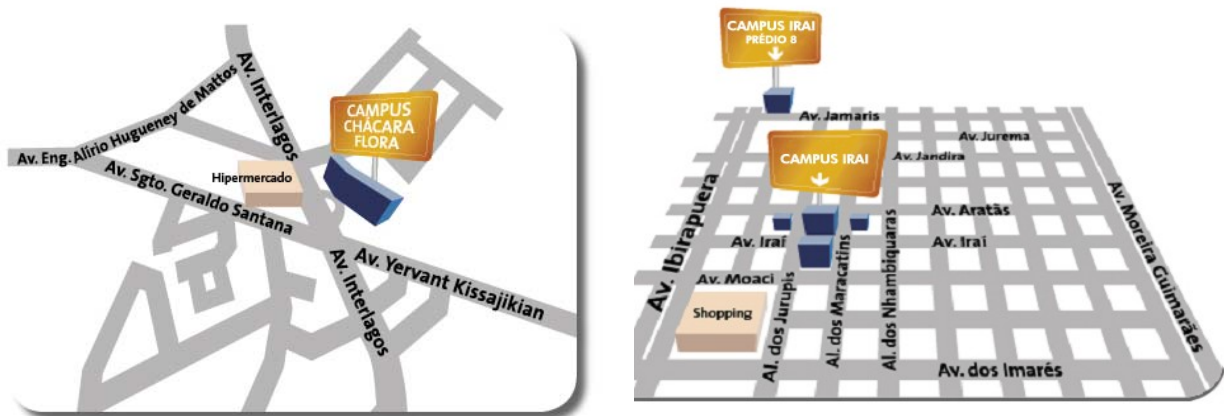 Av. Interlagos
Av. Eng. Alírio Hugueney de Mattos
CAMPUS
CHÁCARA
FLORA
Hipermercado
Av. Sgto. Geraldo Santana
Av. Yervant Kissajikian
Av. Interlagos
CAMPUS IRAI
PRÉDIO 8
Av. Jamaris
Av. Jurema
Av. Jandira
CAMPUS IRAI
Av. Ibirapuera
Av. Aratãs
Av. Moreira Guimarães
Av. Iraí
Av. Iraí
Av. Moaci
Shopping
Al. dos Jurupis
Al. dos Maracatins
Al. dos Nhambiquaras
Av. dos Imarés